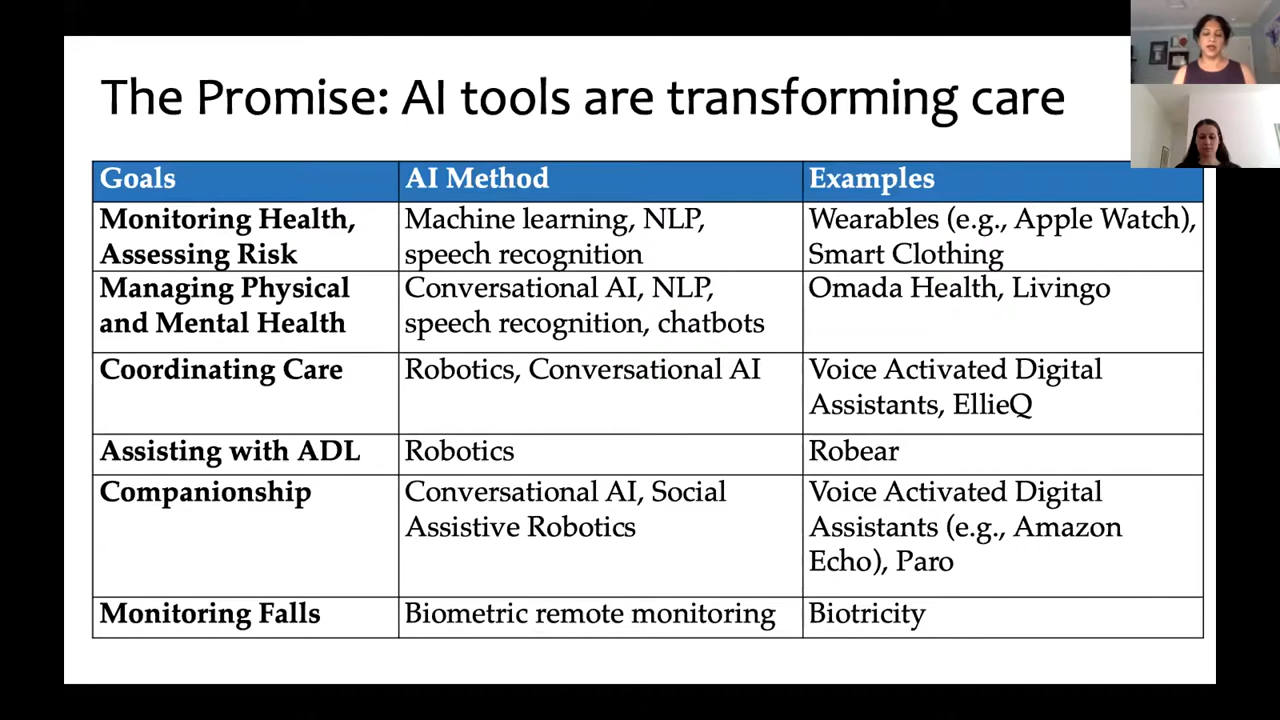 The Promise: AI tools are transforming care
Goals
AI Method
Examples
Monitoring Health,
Assessing Risk
Machine learning, NLP,
speech recognition
Wearables (e.g., Apple Watch),
Smart Clothing
Managing Physical
and Mental Health
Conversational AI, NLP,
speech recognition, chatbots
Omada Health, Livingo
Coordinating Care
Robotics, Conversational AI
Voice Activated Digital
Assistants, EllieQ
Assisting with ADL
Robotics
Robear
Companionship
Conversational AI, Social
Assistive Robotics
Voice Activated Digital
Assistants (e.g., Amazon
Echo), Paro
Monitoring Falls
Biometric remote monitoring
Biotricity